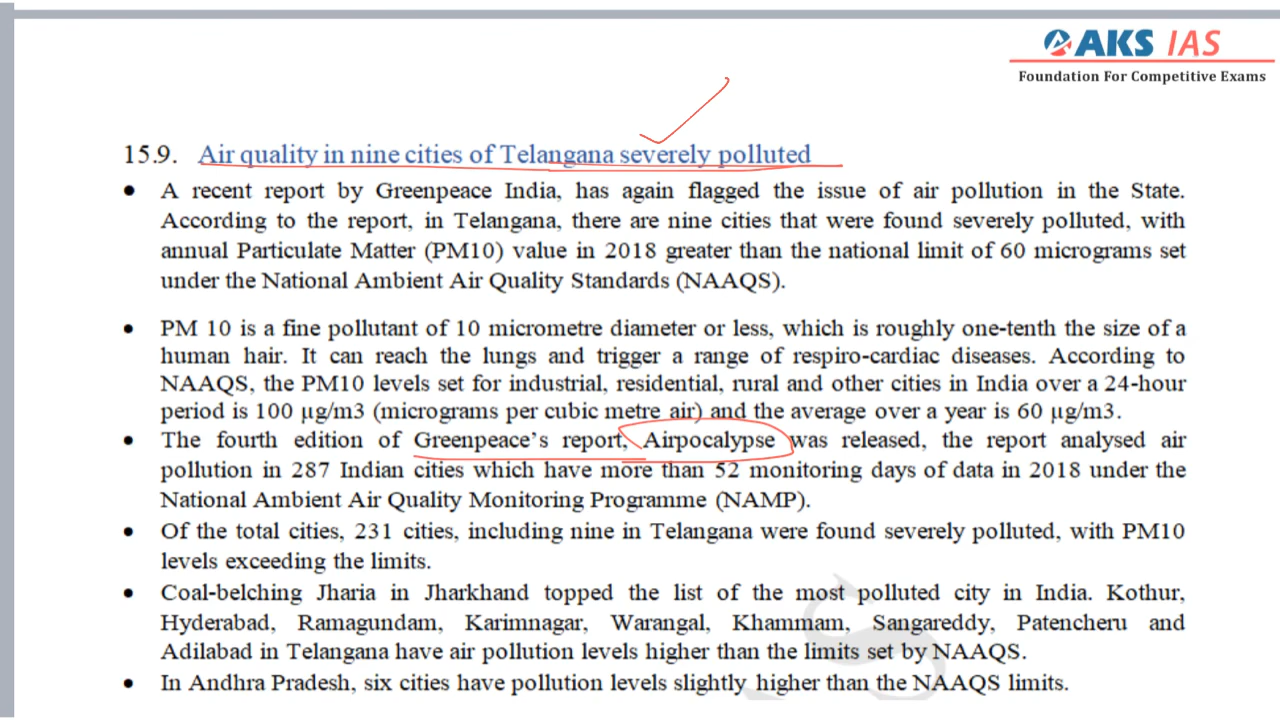 AKS IAS
Foundation For Competitive Exams
15.9. Air quality in nine cities of Telangana severely polluted
• A recent report by Greenpeace India, has again flagged the issue of air pollution in the State.
According to the report, in Telangana, there are nine cities that were found severely polluted, with
annual Particulate Matter (PM10) value in 2018 greater than the national limit of 60 micrograms set
under the National Ambient Air Quality Standards (NAAQS).
• PM 10 is a fine pollutant of 10 micrometre diameter or less, which is roughly one-tenth the size of a
human hair. It can reach the lungs and trigger a range of respiro-cardiac diseases. According to
NAAQS, the PM10 levels set for industrial, residential, rural and other cities in India over a 24-hour
period is 100 µg/m3 (micrograms per cubic metre air) and the average over a year is 60 µg/m3.
• The fourth edition of Greenpeace's report, Airpocalypse was released, the report analysed air
pollution in 287 Indian cities which have more than 52 monitoring days of data in 2018 under the
National Ambient Air Quality Monitoring Programme (NAMP).
• Of the total cities, 231 cities, including nine in Telangana were found severely polluted, with PM10
levels exceeding the limits.
• Coal-belching Jharia in Jharkhand topped the list of the most polluted city in India. Kothur,
Hyderabad, Ramagundam, Karimnagar, Warangal, Khammam, Sangareddy, Patencheru and
Adilabad in Telangana have air pollution levels higher than the limits set by NAAQS.
• In Andhra Pradesh, six cities have pollution levels slightly higher than the NAAQS limits.